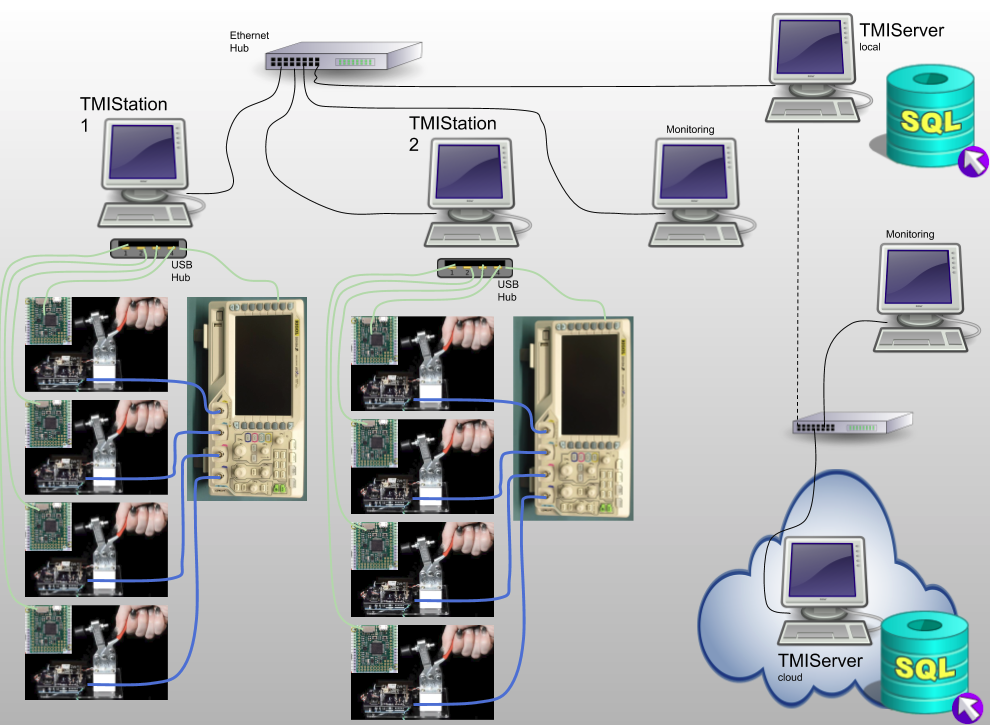 Ethernet
Hub
TMIServer
local
SQL
TMIStation
1
TMIStation
2
Monitoring
Monitoring
USB
Hub
USB
Hub
TMIServer
cloud
SQL